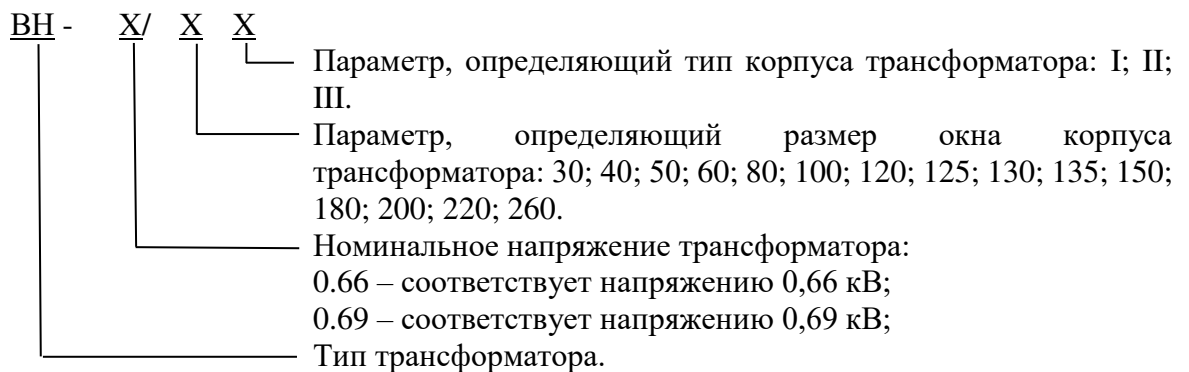 ВН - Х/ Х Х
Параметр, определяющий тип корпуса трансформатора: I; II;
III.
Параметр, определяющий размер окна корпуса
трансформатора: 30; 40; 50; 60; 80; 100; 120; 125; 130; 135; 150;
180; 200; 220; 260.
Номинальное напряжение трансформатора:
0.66 – соответствует напряжению 0,66 кВ;
0.69 – соответствует напряжению 0,69 кВ;
Тип трансформатора.